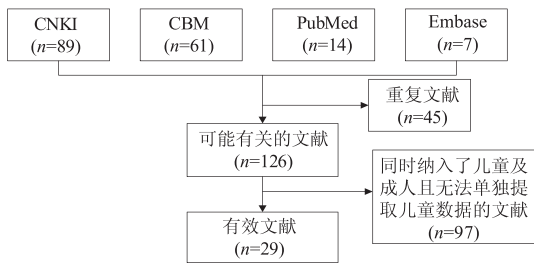 CNKI
(n=89)
CBM
(n=61)
PubMed
(n=14)
Embase
(n=7)
重复文献
(n=45)
可能有关的文献
(n=126)
同时纳入了儿童及
成人且无法单独提
取儿童数据的文献
(n=97)
有效文献
(n=29)